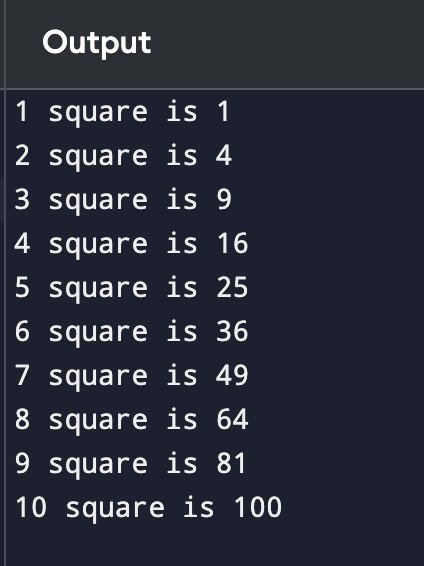 Output
1 square is 1
2 square is 4
3 square is 9
4 square is 16
5 square is 25
6 square is 36
7 square is 49
8 square is 64
9 square is 81
10 square is 100